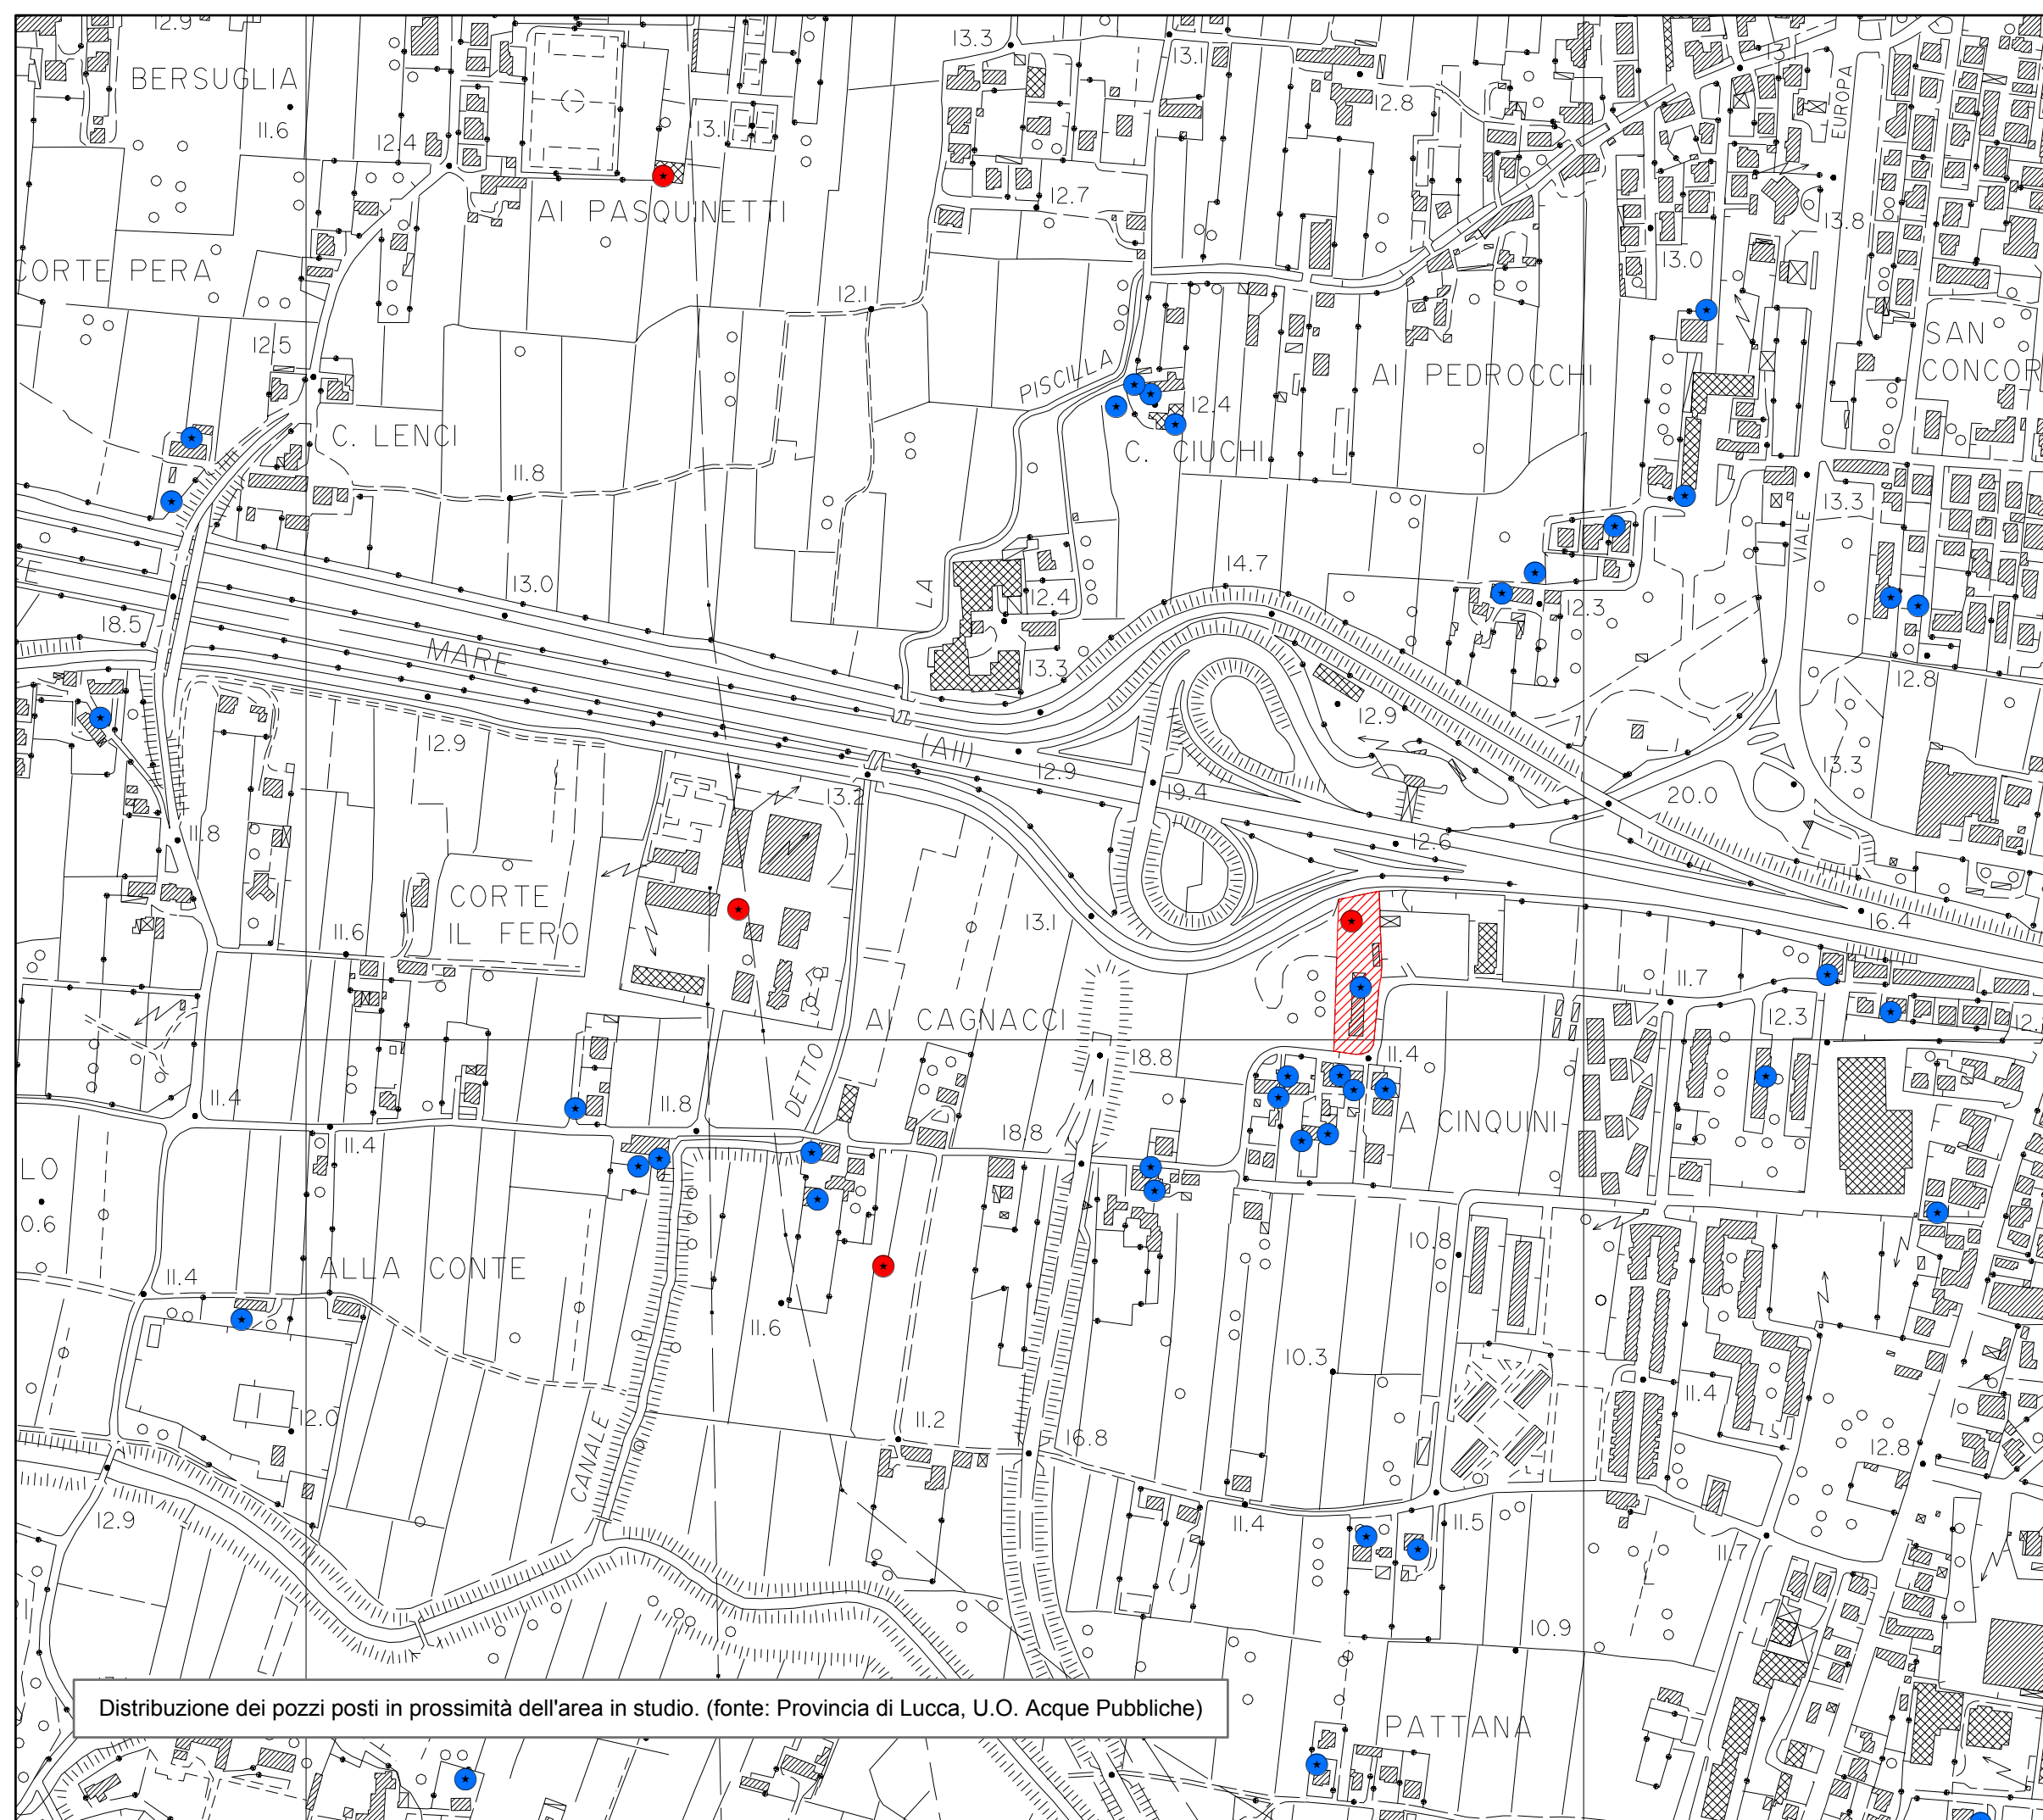 12.9
BERSUGLIA
11.6
12.4
13.1
AI PASQUINETTI
13.3
13.1
12.8
12.7
EUROPA
13.8
13.0
CORTE PERA
12.5
12.1
PISCILLA
AI PEDROCCHI
SAN
CONCOR
C. LENCI
12.4
C. CIUCHI
11.8
13.3
VIALE
14.7
13.0
LA
12.4
12.3
18.5
MARE
13.3
12.8
12.9
12.9
(A11)
12.9
13.3
13.2
19.4
20.0
11.8
12.6
CORTE
IL FERO
11.6
13.1
16.4
11.7
AI CAGNACCI
12.3
12.
18.8
11.4
DETTO
11.4
11.8
11.4
18.8
A CINQUINI
LO
0.6
10.8
11.4
ALLA CONTE
11.6
10.3
11.4
12.0
11.2
16.8
12.8
CANALE
12.9
11.4
11.5
11.7
10.9
Distribuzione dei pozzi posti in prossimità dell'area in studio. (fonte: Provincia di Lucca, U.O. Acque Pubbliche)
PATTANA